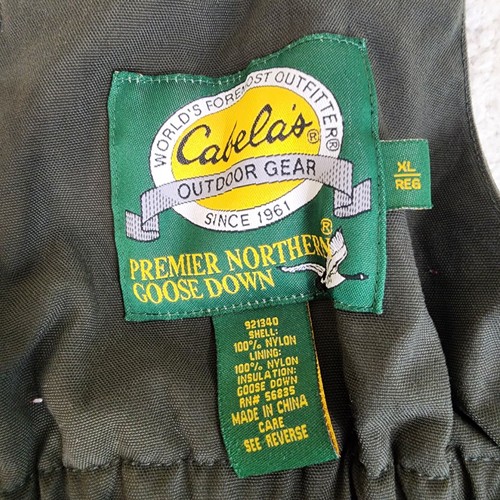 WORLD'S FOREMOST OUTFITTER®
Cabela's®
OUTDOOR GEAR
SINCE 1961
PREMIER NORTHERN®
GOOSE DOWN
XL
REG
921340
SHELL:
100% NYLON
LINING:
100% NYLON
INSULATION:
GOOSE DOWN
RN# 56835
MADE IN CHINA
CARE
SEE REVERSE